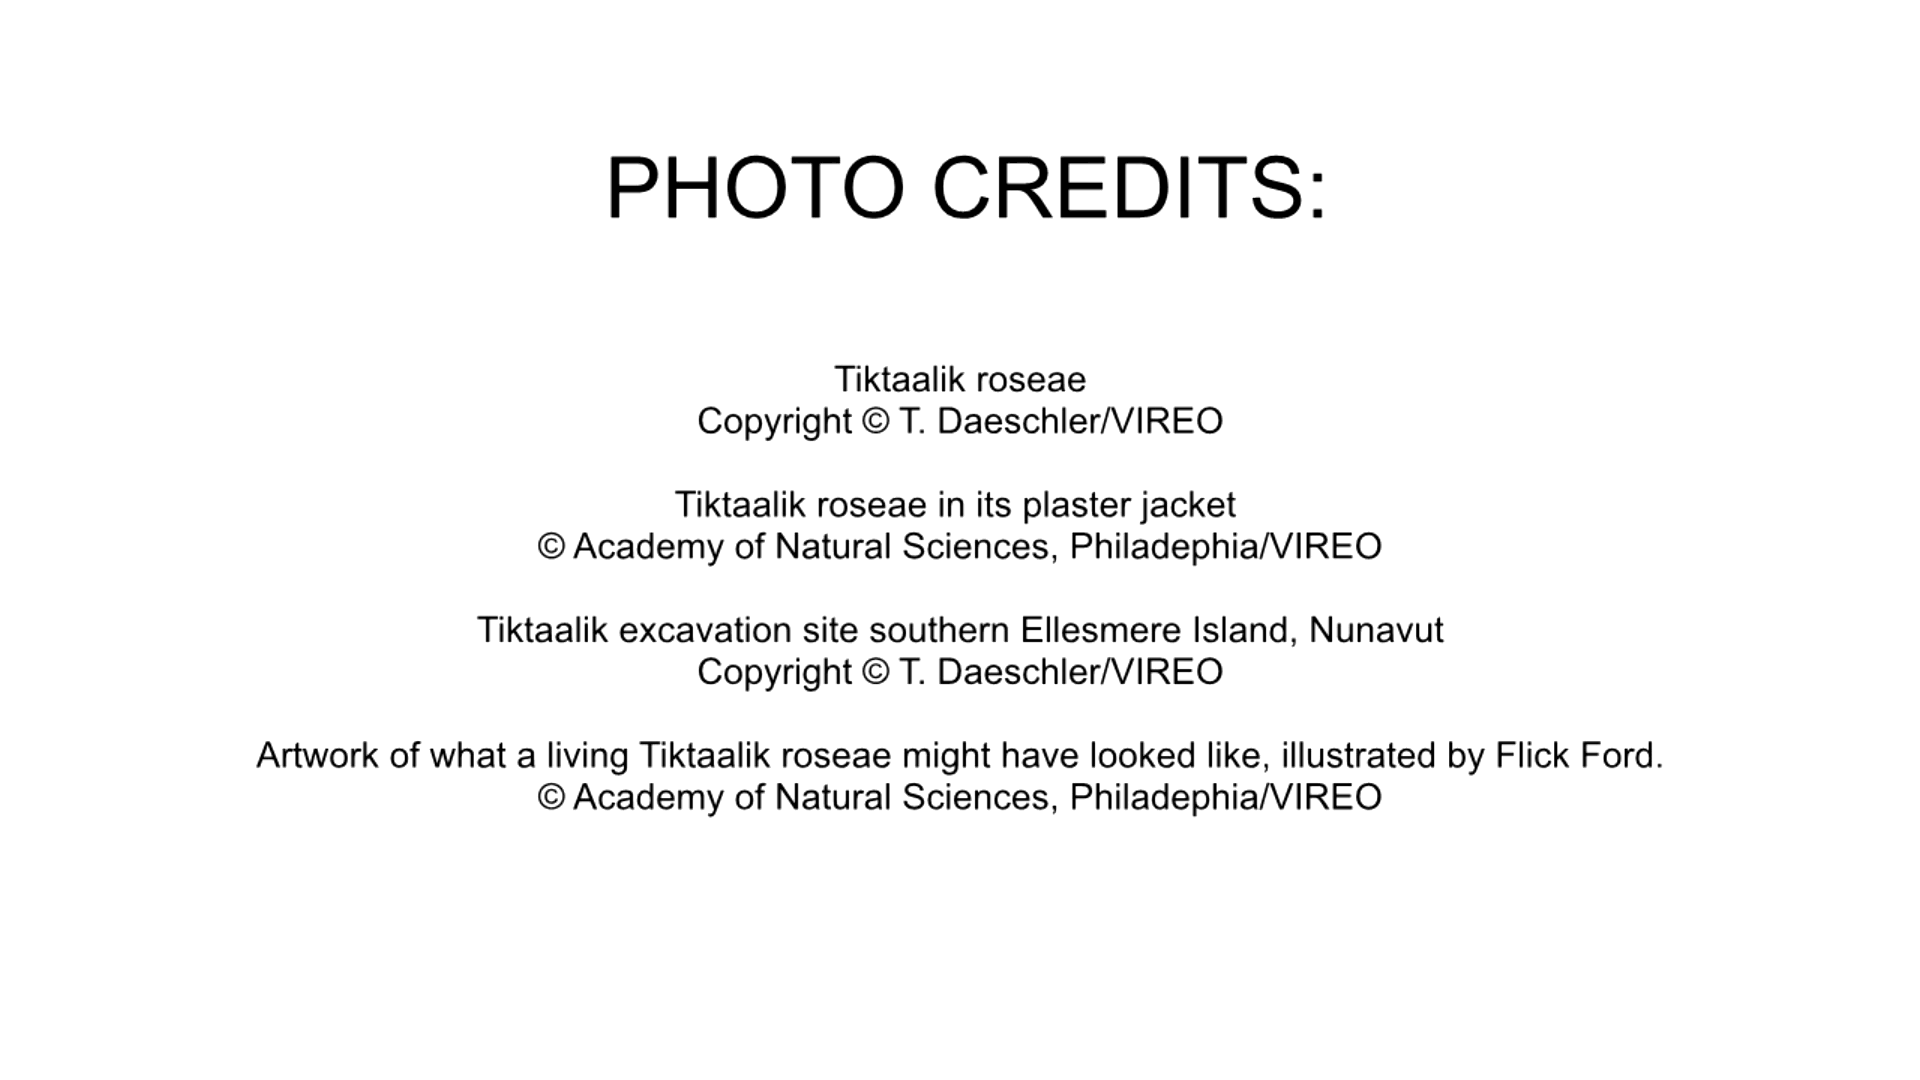 PHOTO CREDITS:
Tiktaalik roseae
Copyright © T. Daeschler/VIREO
Tiktaalik roseae in its plaster jacket
© Academy of Natural Sciences, Philadephia/VIREO
Tiktaalik excavation site southern Ellesmere Island, Nunavut
Copyright © T. Daeschler/VIREO
Artwork of what a living Tiktaalik roseae might have looked like, illustrated by Flick Ford.
© Academy of Natural Sciences, Philadephia/VIREO